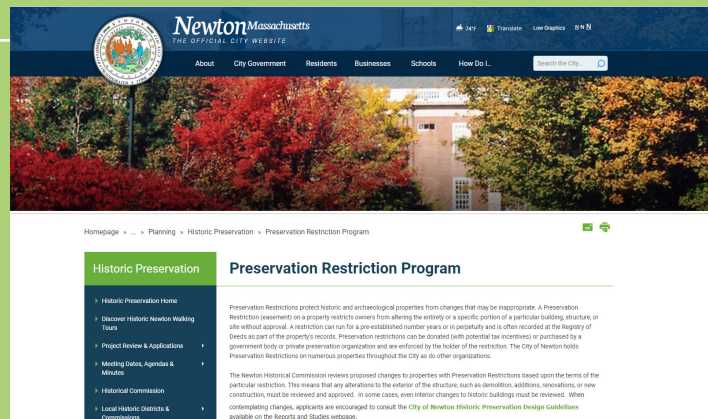 Newton Massachusetts
THE OFFICIAL CITY WEBSITE
74°F Translate Low Graphics N N N
About City Government Residents Businesses Schools How Do I...
Search the City...
Homepage » ... » Planning » Historic Preservation » Preservation Restriction Program
Historic Preservation
Historic Preservation Home
Discover Historic Newton Walking
Tours
Project Review & Applications
Meeting Dates, Agendas &
Minutes
Historical Commission
Local Historic Districts &
Commissions
Preservation Restriction Program
Preservation Restrictions protect historic and archaeological properties from changes that may be inappropriate. A Preservation
Restriction (easement) on a property restricts owners from altering the entirety or a specific portion of a particular building, structure, or
site without approval. A restriction can run for a pre-established number years or in perpetuity and is often recorded at the Registry of
Deeds as part of the property's records. Preservation restrictions can be donated (with potential tax incentives) or purchased by a
government body or private preservation organization and are enforced by the holder of the restriction. The City of Newton holds
Preservation Restrictions on numerous properties throughout the City as do other organizations.
The Newton Historical Commission reviews proposed changes to properties with Preservation Restrictions based upon the terms of the
particular restriction. This means that any alterations to the exterior of the structure, such as demolition, additions, renovations, or new
construction, must be reviewed and approved. In some cases, even interior changes to historic buildings must be reviewed. When
contemplating changes, applicants are encouraged to consult the City of Newton Historic Preservation Design Guidelines
available on the Reports and Studies webpage.